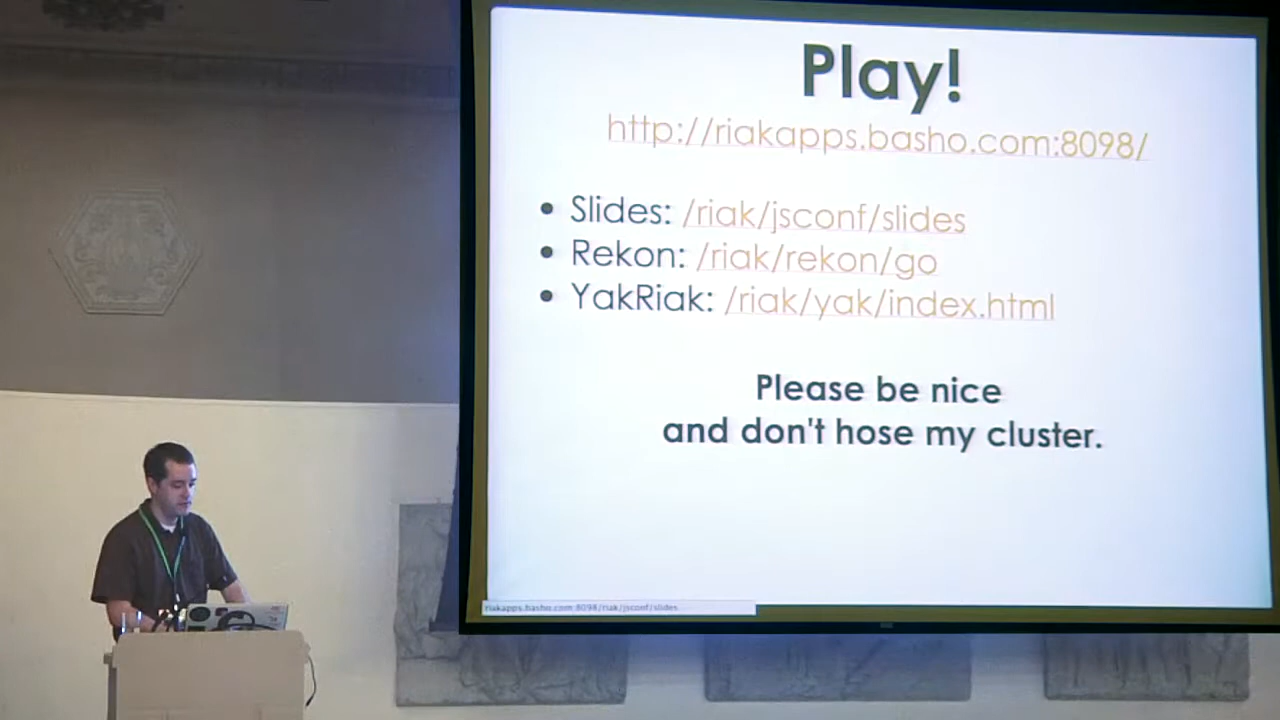 Play!
http://riakapps.basho.com:8098/
• Slides: /riak/jsconf/slides
• Rekon: /riak/rekon/go
• YakRiak: /riak/yak/index.html
Please be nice
and don't hose my cluster.
riakapps.basho.com:8098/riak/jsconf/slides